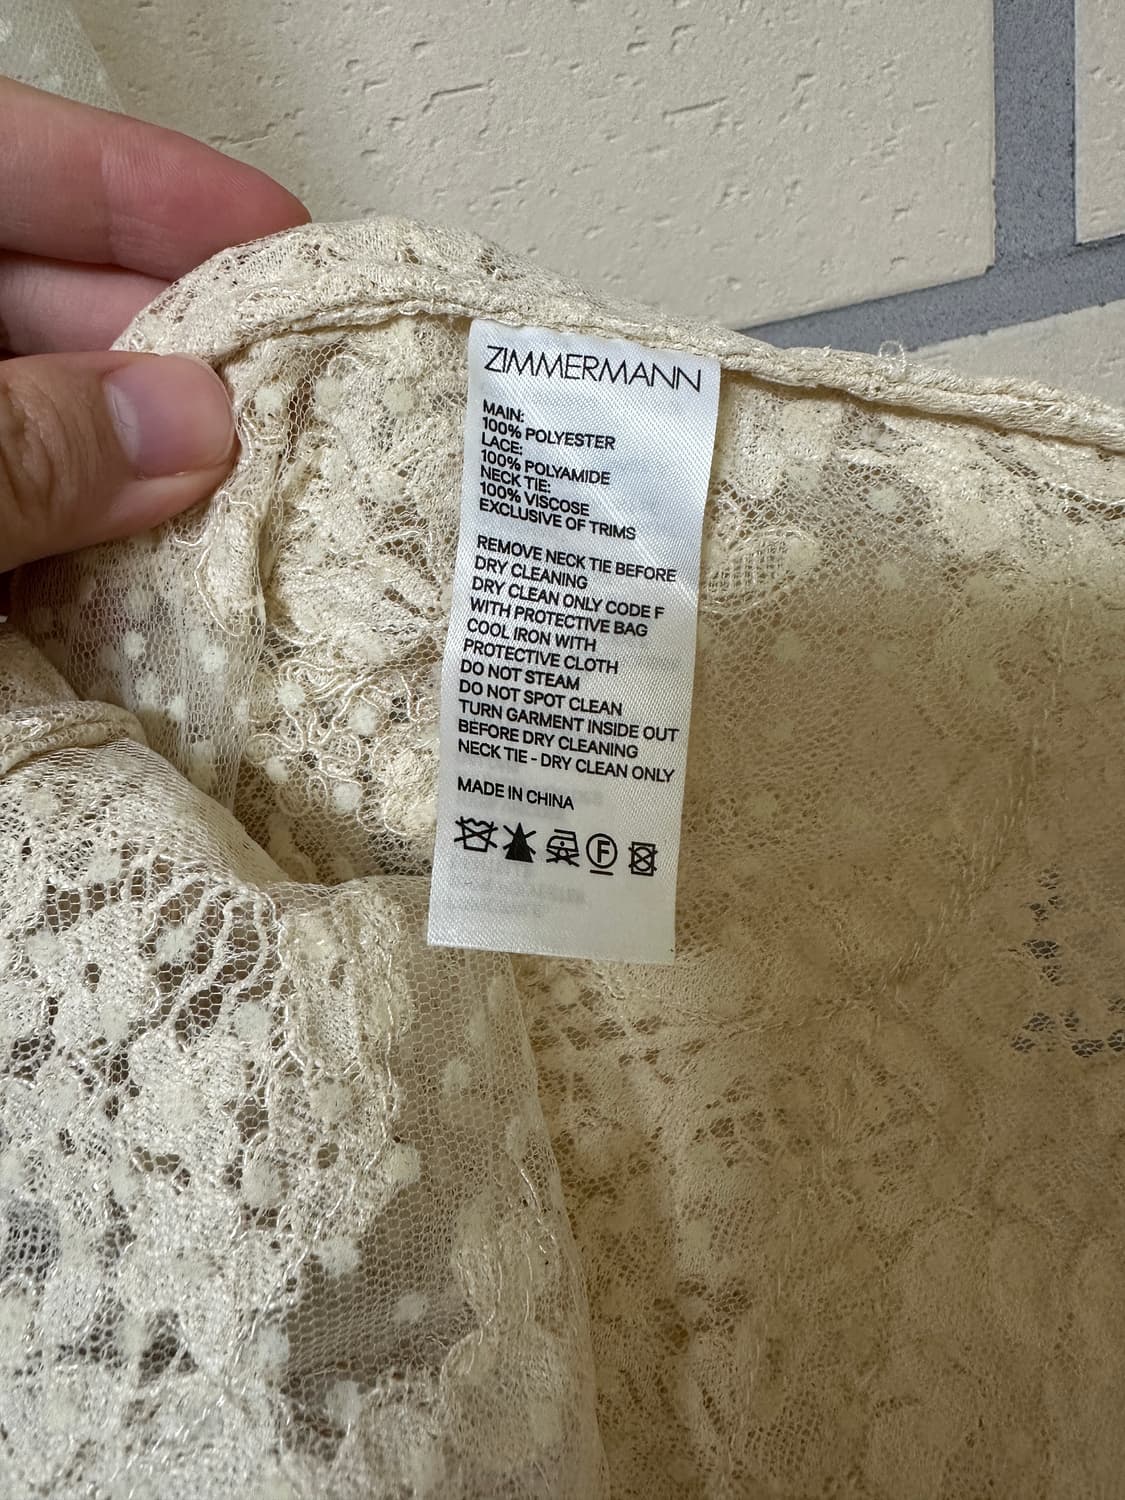 ZIMMERMANN
MAIN:
100% POLYESTER
LACE:
100% POLYAMIDE
NECK TIE:
100% VISCOSE
EXCLUSIVE OF TRIMS
REMOVE NECK TIE BEFORE
DRY CLEANING
DRY CLEAN ONLY CODE F
WITH PROTECTIVE BAG
COOL IRON WITH
PROTECTIVE CLOTH
DO NOT STEAM
DO NOT SPOT CLEAN
TURN GARMENT INSIDE OUT
BEFORE DRY CLEANING
NECK TIE - DRY CLEAN ONLY
MADE IN CHINA
F